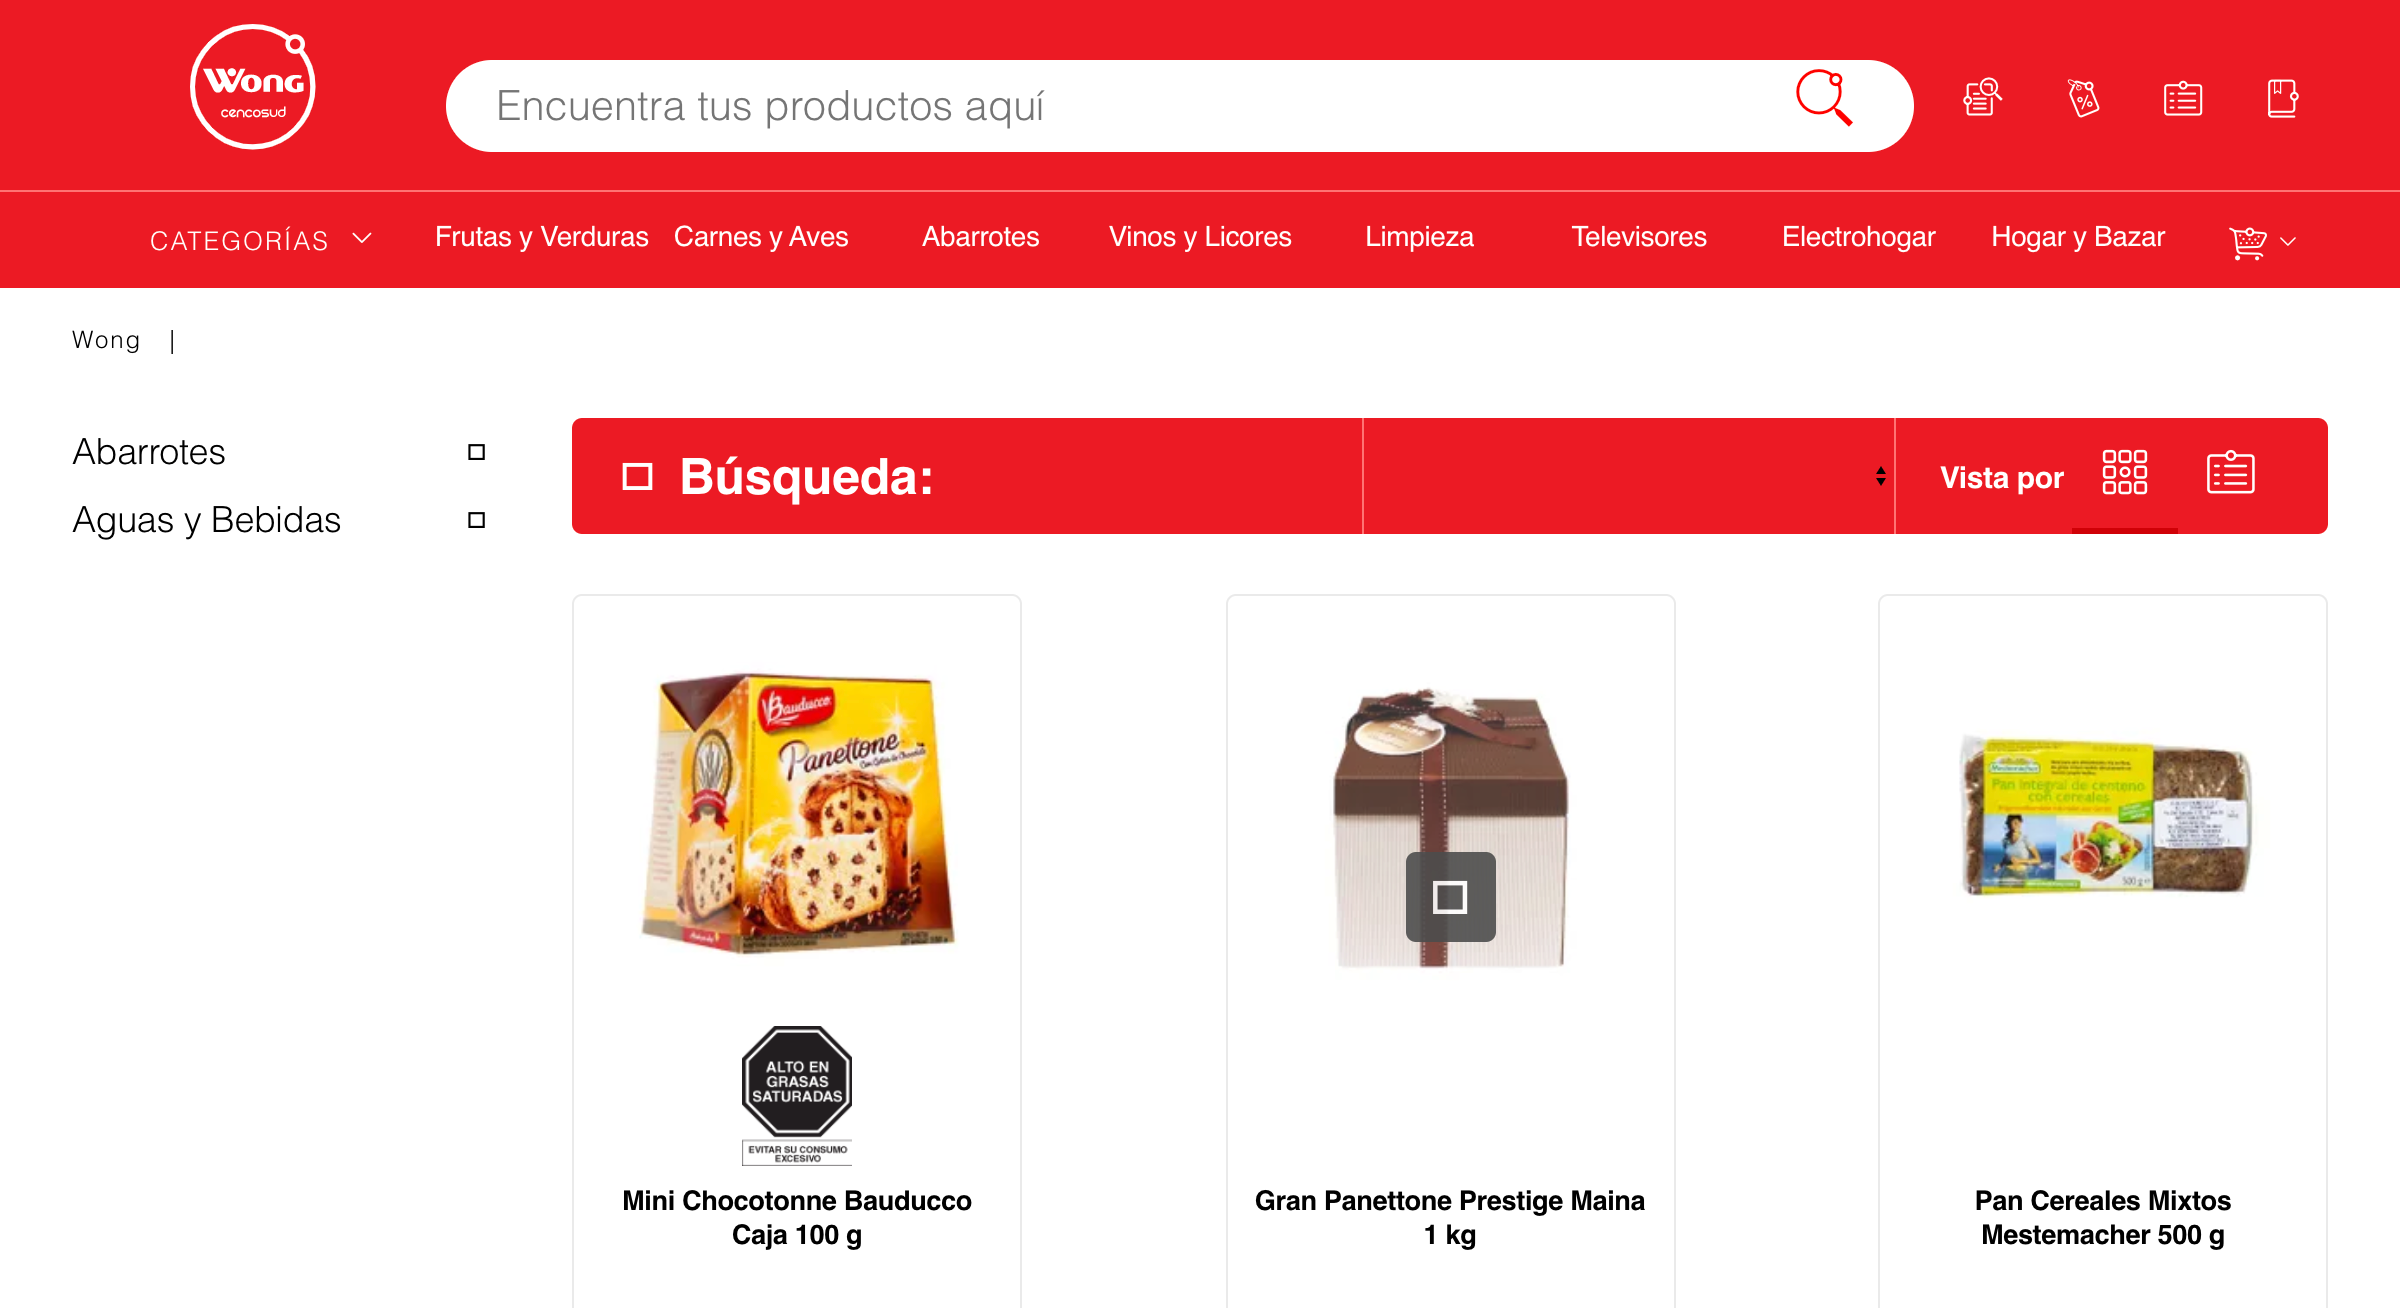 Wong
cencosud
Encuentra tus productos aquí
CATEGORÍAS
Frutas y Verduras
Carnes y Aves
Abarrotes
Vinos y Licores
Limpieza
Televisores
Electrohogar
Hogar y Bazar
Wong |
Abarrotes
Aguas y Bebidas
Búsqueda:
Vista por
Bauducco
Panettone
Pan integral de centeno
con cereales
500 g
ALTO EN
GRASAS
SATURADAS
EVITAR SU CONSUMO
EXCESIVO
Mini Chocotonne Bauducco
Caja 100 g
Gran Panettone Prestige Maina
1 kg
Pan Cereales Mixtos
Mestemacher 500 g